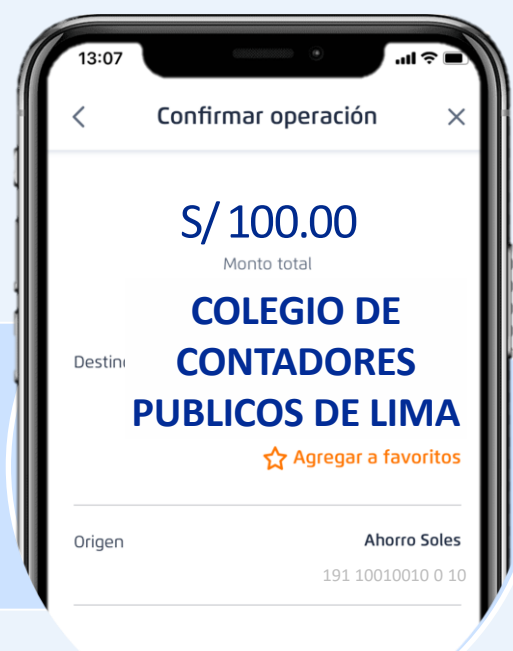 13:07
Confirmar operación
S/ 100.00
Monto total
Destino
COLEGIO DE
CONTADORES
PUBLICOS DE LIMA
Agregar a favoritos
Origen
Ahorro Soles
191 10010010 0 10